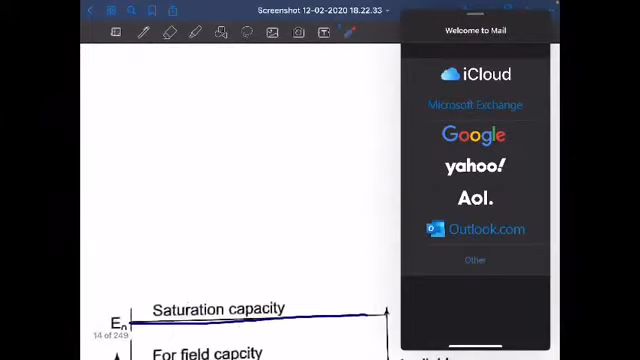 Screenshot 12-02-2020 18.22.33
Welcome to Mail
iCloud
Microsoft Exchange
Google
yahoo!
Aol.
Outlook.com
Other
Saturation capacity
E₀
14 of 249
For field capcity